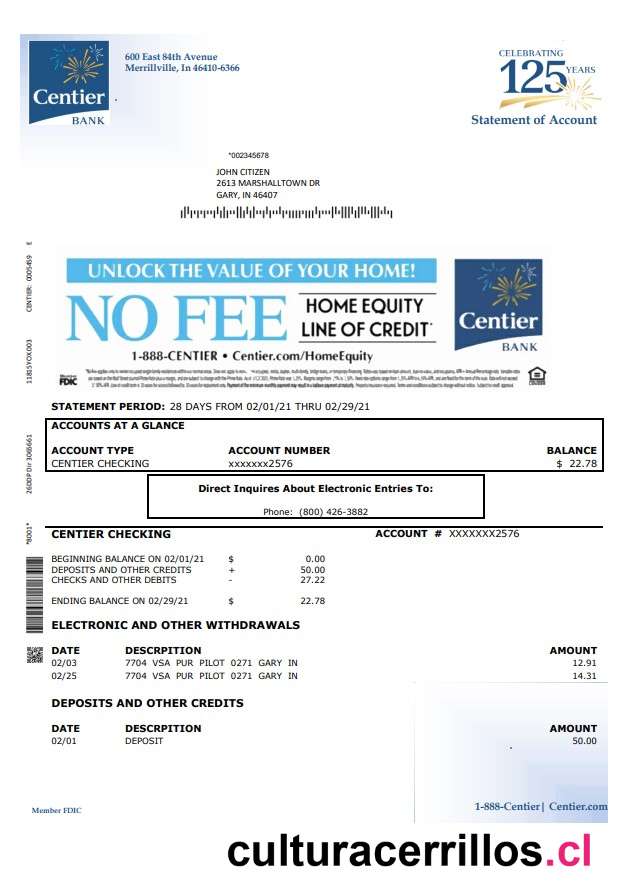 600 East 84th Avenue
Merrillville, In 46410-6366
Centier
BANK
CELEBRATING
125 YEARS
Statement of Account
*002345678
JOHN CITIZEN
2613 MARSHALLTOWN DR
GARY, IN 46407
UNLOCK THE VALUE OF YOUR HOME!
NO FEE HOME EQUITY
LINE OF CREDIT*
1-888-CENTIER • Centier.com/HomeEquity
Centier
BANK
Member
FDIC
STATEMENT PERIOD: 28 DAYS FROM 02/01/21 THRU 02/29/21
ACCOUNTS AT A GLANCE
ACCOUNT TYPE ACCOUNT NUMBER BALANCE
CENTIER CHECKING xxxxxxx2576 $ 22.78
Direct Inquires About Electronic Entries To:
Phone: (800) 426-3882
CENTIER CHECKING ACCOUNT # XXXXXXX2576
BEGINNING BALANCE ON 02/01/21 $ 0.00
DEPOSITS AND OTHER CREDITS + 50.00
CHECKS AND OTHER DEBITS - 27.22
ENDING BALANCE ON 02/29/21 $ 22.78
ELECTRONIC AND OTHER WITHDRAWALS
DATE DESCRPITION AMOUNT
02/03 7704 VSA PUR PILOT 0271 GARY IN 12.91
02/25 7704 VSA PUR PILOT 0271 GARY IN 14.31
DEPOSITS AND OTHER CREDITS
DATE DESCRPITION AMOUNT
02/01 DEPOSIT 50.00
Member FDIC
1-888-Centier| Centier.com
*8001*
culturacerrillos.cl